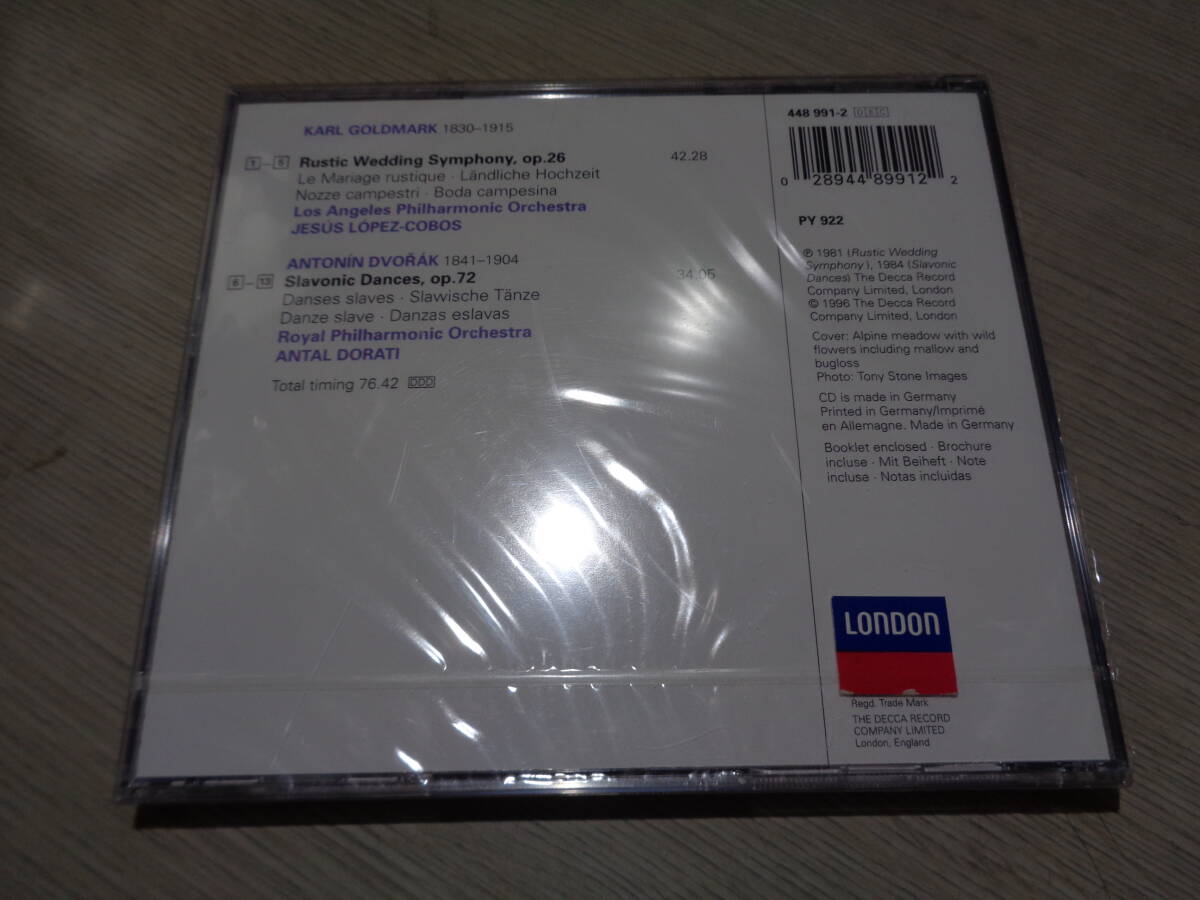 KARL GOLDMARK 1830–1915
1 – 5 Rustic Wedding Symphony, op.26 42.28
Le Mariage rustique · Ländliche Hochzeit
Nozze campestri · Boda campesina
Los Angeles Philharmonic Orchestra
JESÚS LÓPEZ-COBOS
ANTONÍN DVOŘÁK 1841–1904
6 – 13 Slavonic Dances, op.72 34.05
Danses slaves · Slawische Tänze
Danze slave · Danzas eslavas
Royal Philharmonic Orchestra
ANTAL DORATI
Total timing 76.42 DDD
448 991-2 DEC
0 28944 89912 2
PY 922
℗ 1981 (Rustic Wedding
Symphony), 1984 (Slavonic
Dances) The Decca Record
Company Limited, London
© 1996 The Decca Record
Company Limited, London
Cover: Alpine meadow with wild
flowers including mallow and
bugloss
Photo: Tony Stone Images
CD is made in Germany
Printed in Germany/Imprimé
en Allemagne. Made in Germany
Booklet enclosed · Brochure
incluse · Mit Beiheft · Note
incluse · Notas incluidas
LONDON
Regd. Trade Mark
THE DECCA RECORD
COMPANY LIMITED
London, England